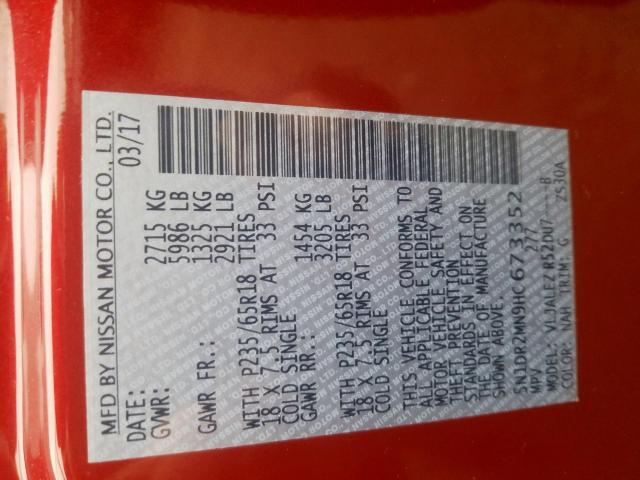 MFD BY NISSAN MOTOR CO., LTD.
DATE: 03/17
GVWR: 2715 KG
5986 LB
GAWR FR.: 1325 KG
2921 LB
WITH P235/65R18 TIRES
18 X 7.5 RIMS AT 33 PSI
COLD SINGLE
GAWR RR.: 1454 KG
3205 LB
WITH P235/65R18 TIRES
18 X 7.5 RIMS AT 33 PSI
COLD SINGLE
THIS VEHICLE CONFORMS TO
ALL APPLICABLE FEDERAL
MOTOR VEHICLE SAFETY AND
THEFT PREVENTION
STANDARDS IN EFFECT ON
THE DATE OF MANUFACTURE
SHOWN ABOVE.
5N1DR2MN9HC673352
MPV 277
MODEL: VL3ALEZ R52DU7---B
COLOR: NAH TRIM: G ZS30A